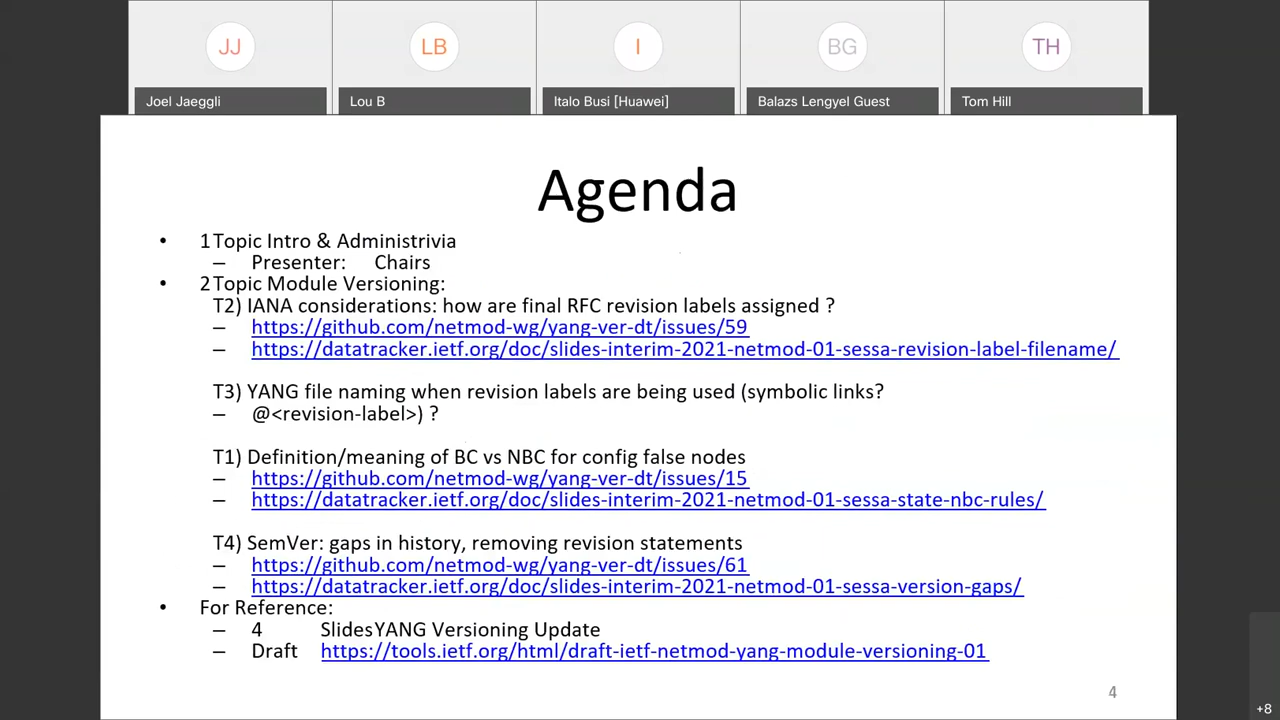 JJ
LB
I
BG
TH
Joel Jaeggli
Lou B
Italo Busi [Huawei]
Balazs Lengyel Guest
Tom Hill
Agenda
• 1 Topic Intro & Administrivia
– Presenter: Chairs
• 2 Topic Module Versioning:
T2) IANA considerations: how are final RFC revision labels assigned ?
– https://github.com/netmod-wg/yang-ver-dt/issues/59
– https://datatracker.ietf.org/doc/slides-interim-2021-netmod-01-sessa-revision-label-filename/
T3) YANG file naming when revision labels are being used (symbolic links?
– @<revision-label>) ?
T1) Definition/meaning of BC vs NBC for config false nodes
– https://github.com/netmod-wg/yang-ver-dt/issues/15
– https://datatracker.ietf.org/doc/slides-interim-2021-netmod-01-sessa-state-nbc-rules/
T4) SemVer: gaps in history, removing revision statements
– https://github.com/netmod-wg/yang-ver-dt/issues/61
– https://datatracker.ietf.org/doc/slides-interim-2021-netmod-01-sessa-version-gaps/
• For Reference:
– 4 SlidesYANG Versioning Update
– Draft https://tools.ietf.org/html/draft-ietf-netmod-yang-module-versioning-01
4
+8